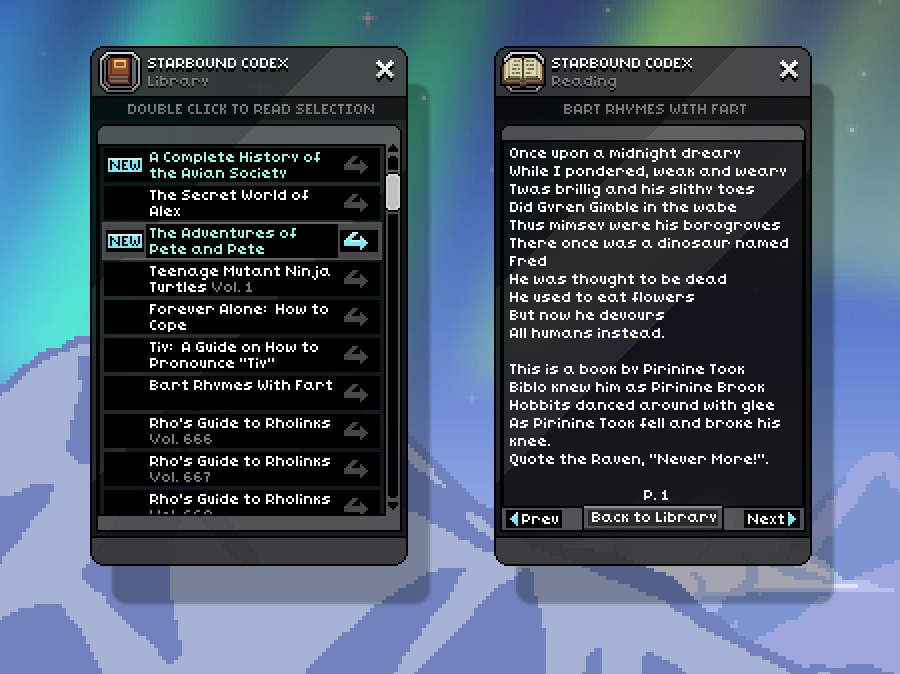 STARBOUND CODEX
Library
DOUBLE CLICK TO READ SELECTION
NEW
A Complete History of
the Avian Society
The Secret World of
Alex
NEW
The Adventures of
Pete and Pete
Teenage Mutant Ninja
Turtles Vol. 1
Forever Alone: How to
Cope
Tiv: A Guide on How to
Pronounce "Tiv"
Bart Rhymes With Fart
Rho's Guide to Rholinks
Vol. 666
Rho's Guide to Rholinks
Vol. 667
Rho's Guide to Rholinks
STARBOUND CODEX
Reading
BART RHYMES WITH FART
Once upon a midnight dreary
While I pondered, weak and weary
Twas brillig and his slithy toes
Did Gyren Gimble in the wabe
Thus mimsey were his borogroves
There once was a dinosaur named
Fred
He was thought to be dead
He used to eat flowers
But now he devours
All humans instead.
This is a book by Pirinine Took
Biblo knew him as Pirinine Brook
Hobbits danced around with glee
As Pirinine Took fell and broke his
knee.
Quote the Raven, "Never More!".
P. 1
Prev
Back to Library
Next